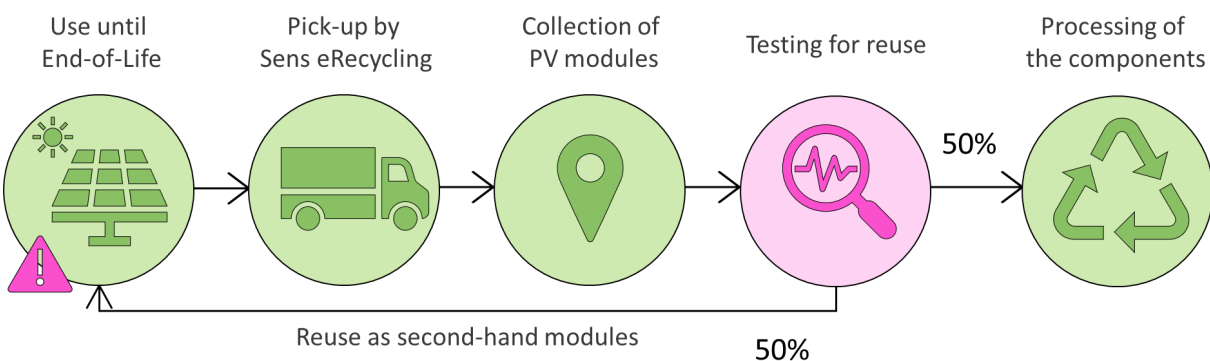 Use until
End-of-Life
Pick-up by
Sens eRecycling
Collection of
PV modules
Testing for reuse
Processing of
the components
50%
Reuse as second-hand modules
50%